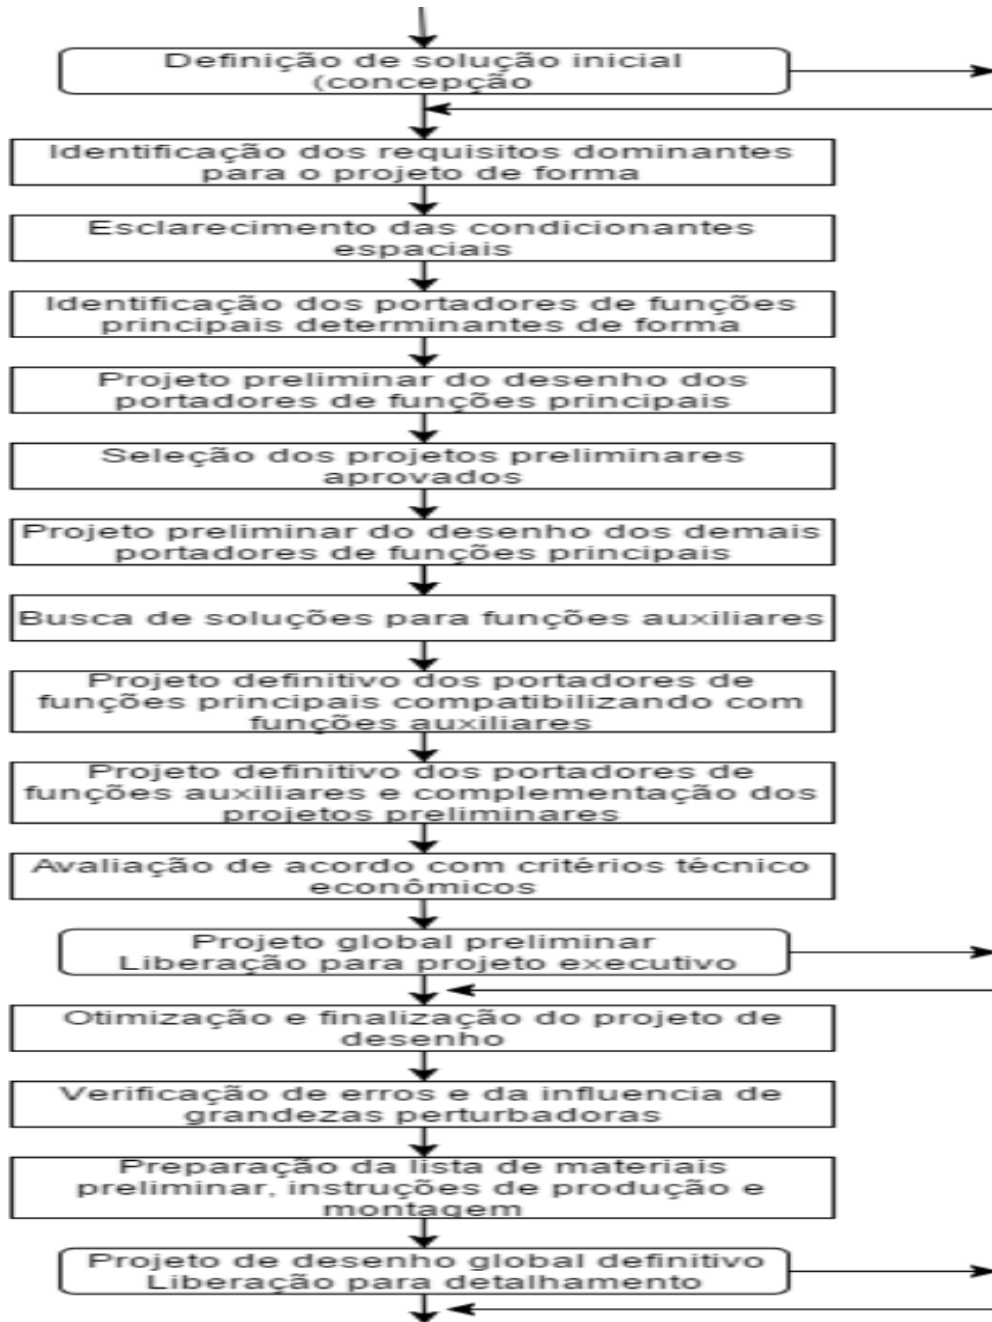 Definição de solução inicial
(concepção
Identificação dos requisitos dominantes
para o projeto de forma
Esclarecimento das condicionantes
espaciais
Identificação dos portadores de funções
principais determinantes de forma
Projeto preliminar do desenho dos
portadores de funções principais
Seleção dos projetos preliminares
aprovados
Projeto preliminar do desenho dos demais
portadores de funções principais
Busca de soluções para funções auxiliares
Projeto definitivo dos portadores de
funções principais compatibilizando com
funções auxiliares
Projeto definitivo dos portadores de
funções auxiliares e complementação dos
projetos preliminares
Avaliação de acordo com critérios técnico
econômicos
Projeto global preliminar
Liberação para projeto executivo
Otimização e finalização do projeto de
desenho
Verificação de erros e da influencia de
grandezas perturbadoras
Preparação da lista de materiais
preliminar, instruções de produção e
montagem
Projeto de desenho global definitivo
Liberação para detalhamento